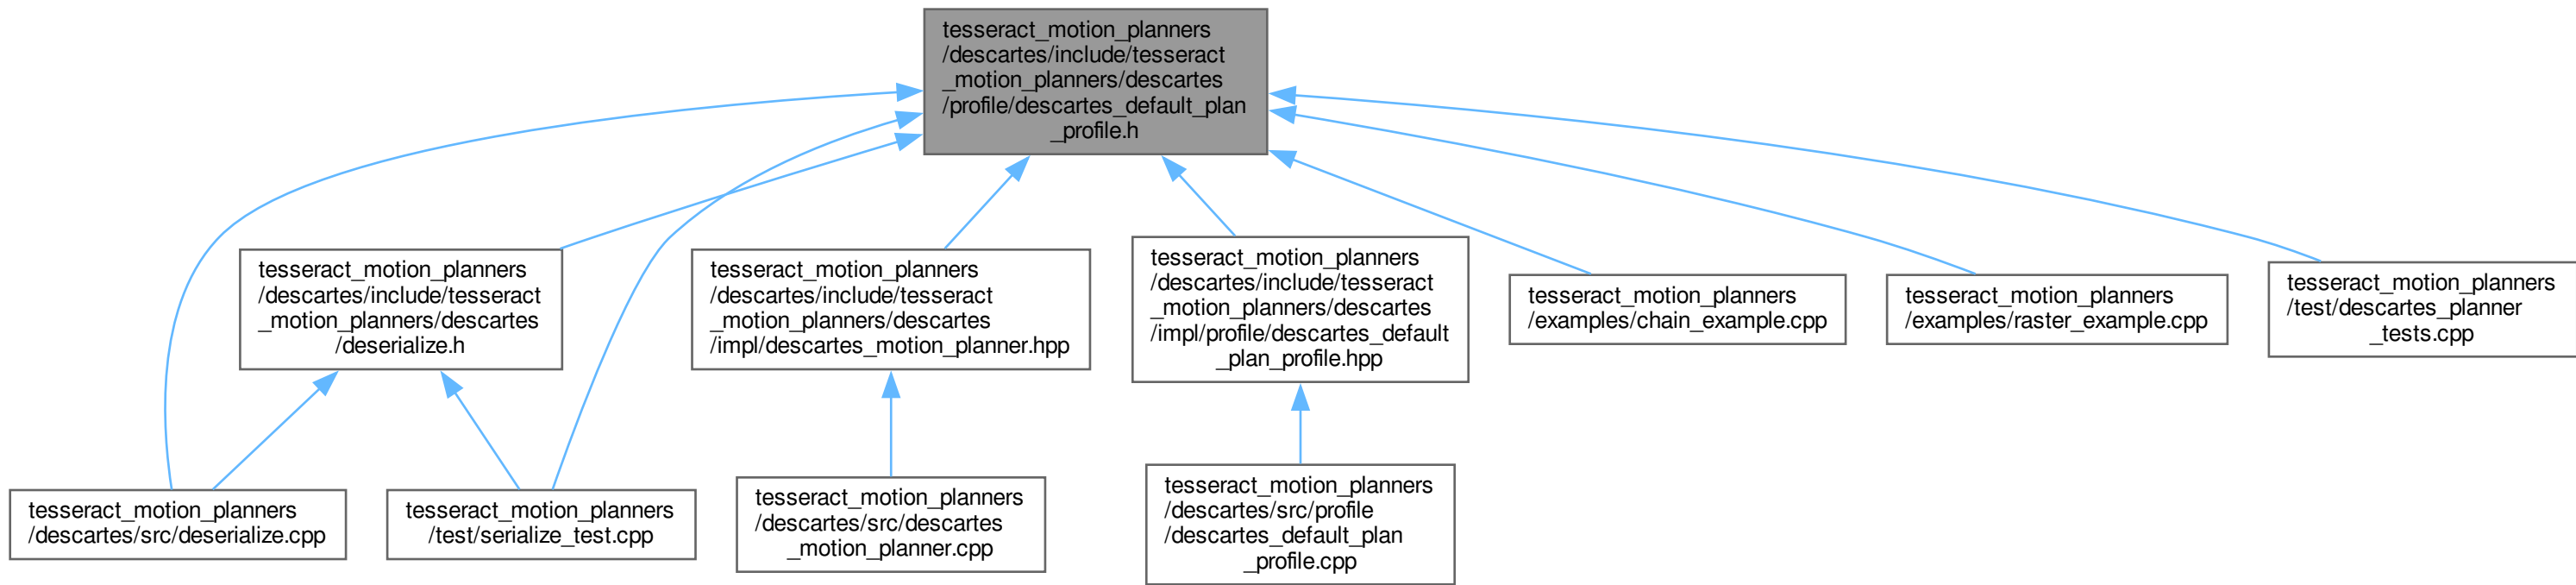 tesseract_motion_planners
/descartes/include/tesseract
_motion_planners/descartes
/profile/descartes_default_plan
_profile.h
tesseract_motion_planners
/descartes/include/tesseract
_motion_planners/descartes
/deserialize.h
tesseract_motion_planners
/descartes/include/tesseract
_motion_planners/descartes
/impl/descartes_motion_planner.hpp
tesseract_motion_planners
/descartes/include/tesseract
_motion_planners/descartes
/impl/profile/descartes_default
_plan_profile.hpp
tesseract_motion_planners
/examples/chain_example.cpp
tesseract_motion_planners
/examples/raster_example.cpp
tesseract_motion_planners
/test/descartes_planner
_tests.cpp
tesseract_motion_planners
/descartes/src/deserialize.cpp
tesseract_motion_planners
/test/serialize_test.cpp
tesseract_motion_planners
/descartes/src/descartes
_motion_planner.cpp
tesseract_motion_planners
/descartes/src/profile
/descartes_default_plan
_profile.cpp